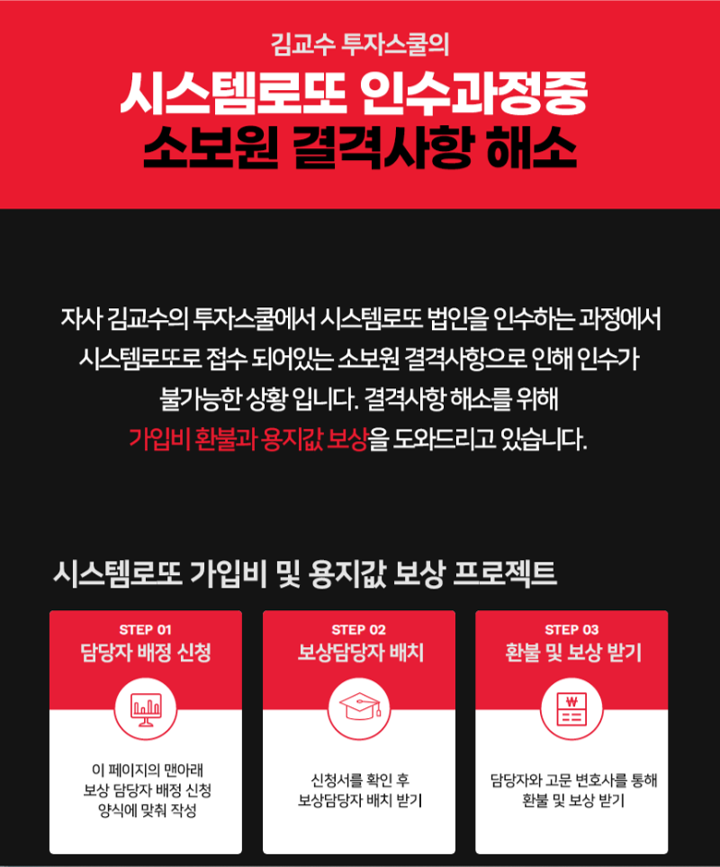 김교수 투자스쿨의
시스템로또 인수과정중
소보원 결격사항 해소
자사 김교수의 투자스쿨에서 시스템로또 법인을 인수하는 과정에서
시스템로또로 접수 되어있는 소보원 결격사항으로 인해 인수가
불가능한 상황 입니다. 결격사항 해소를 위해
가입비 환불과 용지값 보상을 도와드리고 있습니다.
시스템로또 가입비 및 용지값 보상 프로젝트
STEP 01
담당자 배정 신청
이 페이지의 맨아래
보상 담당자 배정 신청
양식에 맞춰 작성
STEP 02
보상담당자 배치
신청서를 확인 후
보상담당자 배치 받기
STEP 03
환불 및 보상 받기
₩
담당자와 고문 변호사를 통해
환불 및 보상 받기